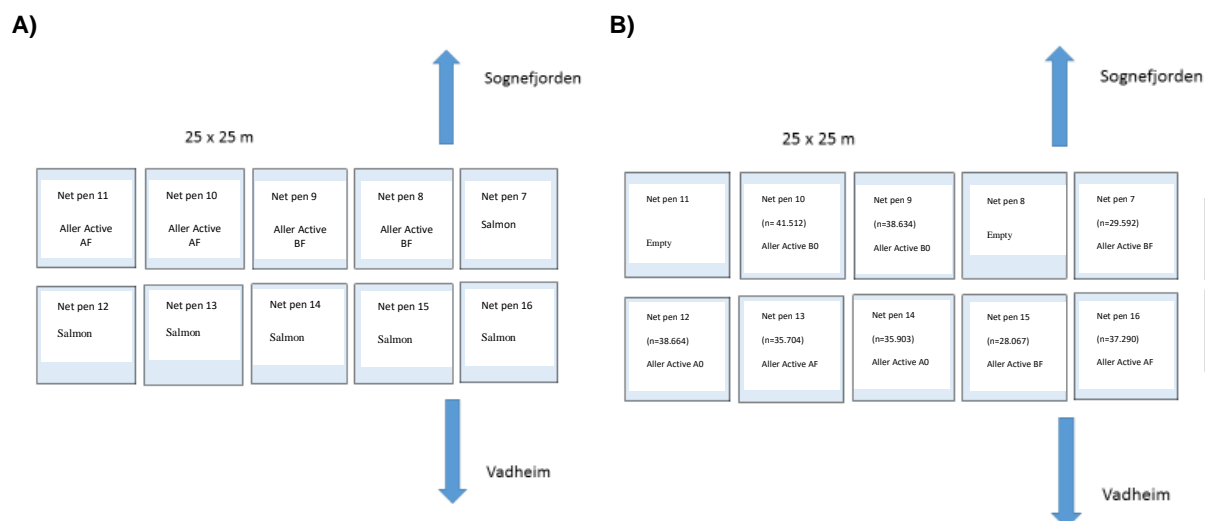 A)
Sognefjorden
25 x 25 m
Net pen 11
Aller Active
AF
Net pen 10
Aller Active
AF
Net pen 9
Aller Active
BF
Net pen 8
Aller Active
BF
Net pen 7
Salmon
Net pen 12
Salmon
Net pen 13
Salmon
Net pen 14
Salmon
Net pen 15
Salmon
Net pen 16
Salmon
Vadheim
B)
Sognefjorden
25 x 25 m
Net pen 11
Empty
Net pen 10
(n= 41.512)
Aller Active B0
Net pen 9
(n=38.634)
Aller Active B0
Net pen 8
Empty
Net pen 7
(n=29.592)
Aller Active BF
Net pen 12
(n=38.664)
Aller Active A0
Net pen 13
(n=35.704)
Aller Active AF
Net pen 14
(n=35.903)
Aller Active A0
Net pen 15
(n=28.067)
Aller Active BF
Net pen 16
(n=37.290)
Aller Active AF
Vadheim